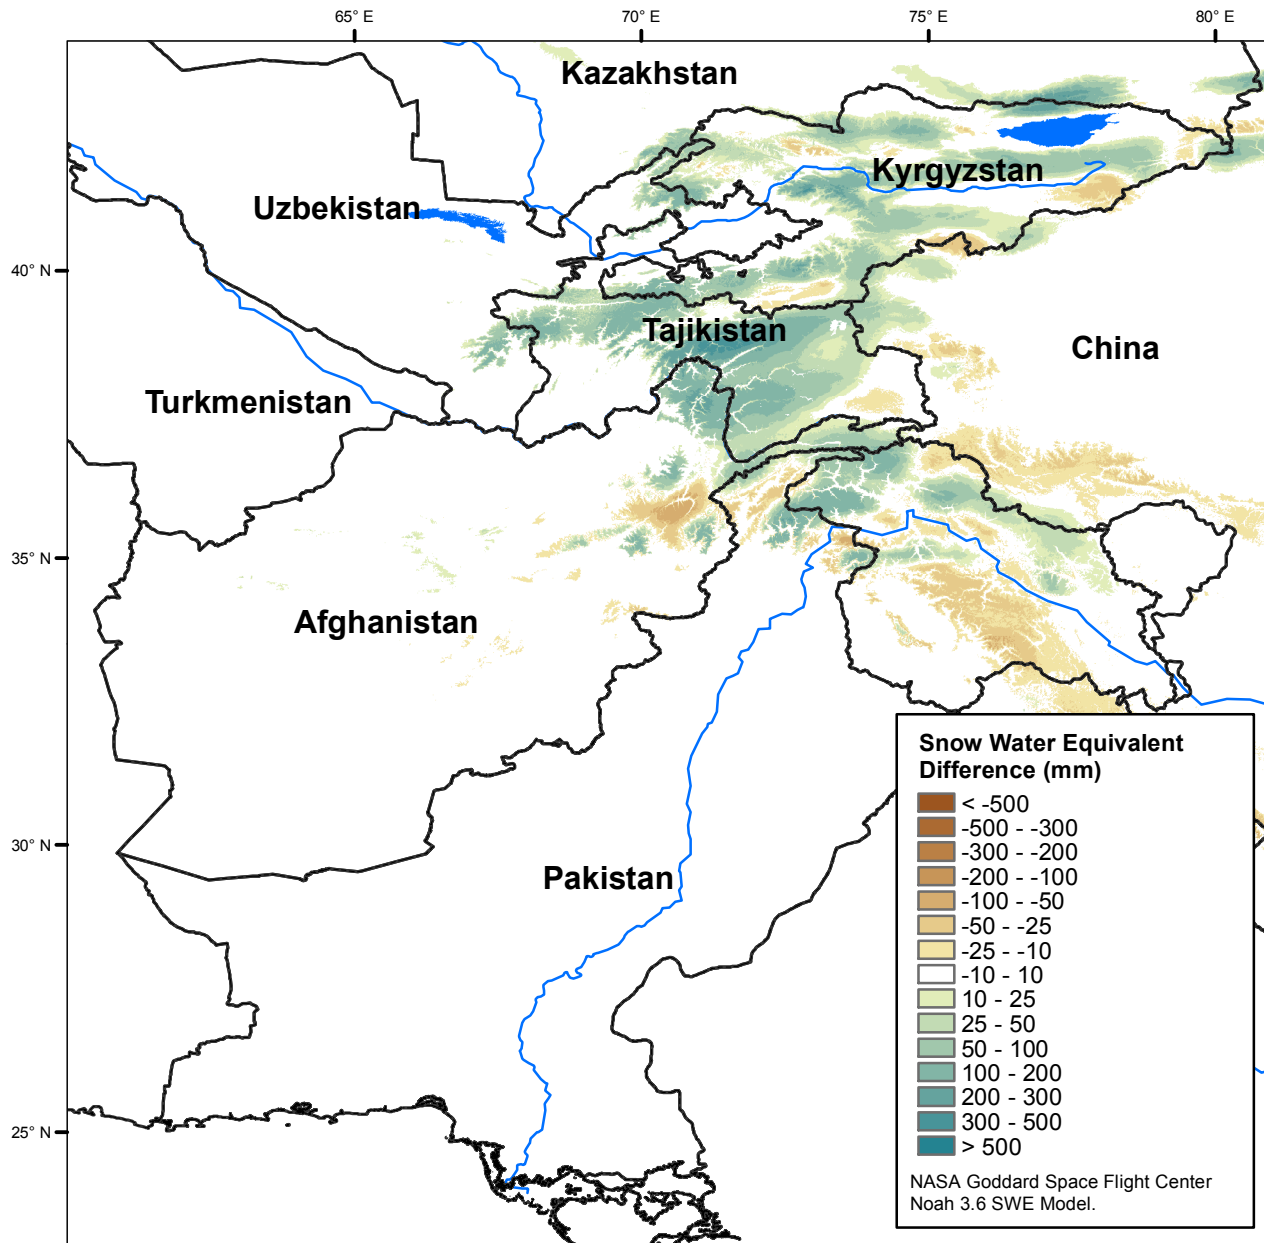 65° E
70° E
75° E
80° E
Kazakhstan
Kyrgyzstan
Uzbekistan
40° N
Tajikistan
China
Turkmenistan
35° N
Afghanistan
Snow Water Equivalent
Difference (mm)
< -500
-500 - -300
-300 - -200
-200 - -100
-100 - -50
-50 - -25
-25 - -10
-10 - 10
10 - 25
25 - 50
50 - 100
100 - 200
200 - 300
300 - 500
> 500
30° N
Pakistan
25° N
NASA Goddard Space Flight Center
Noah 3.6 SWE Model.